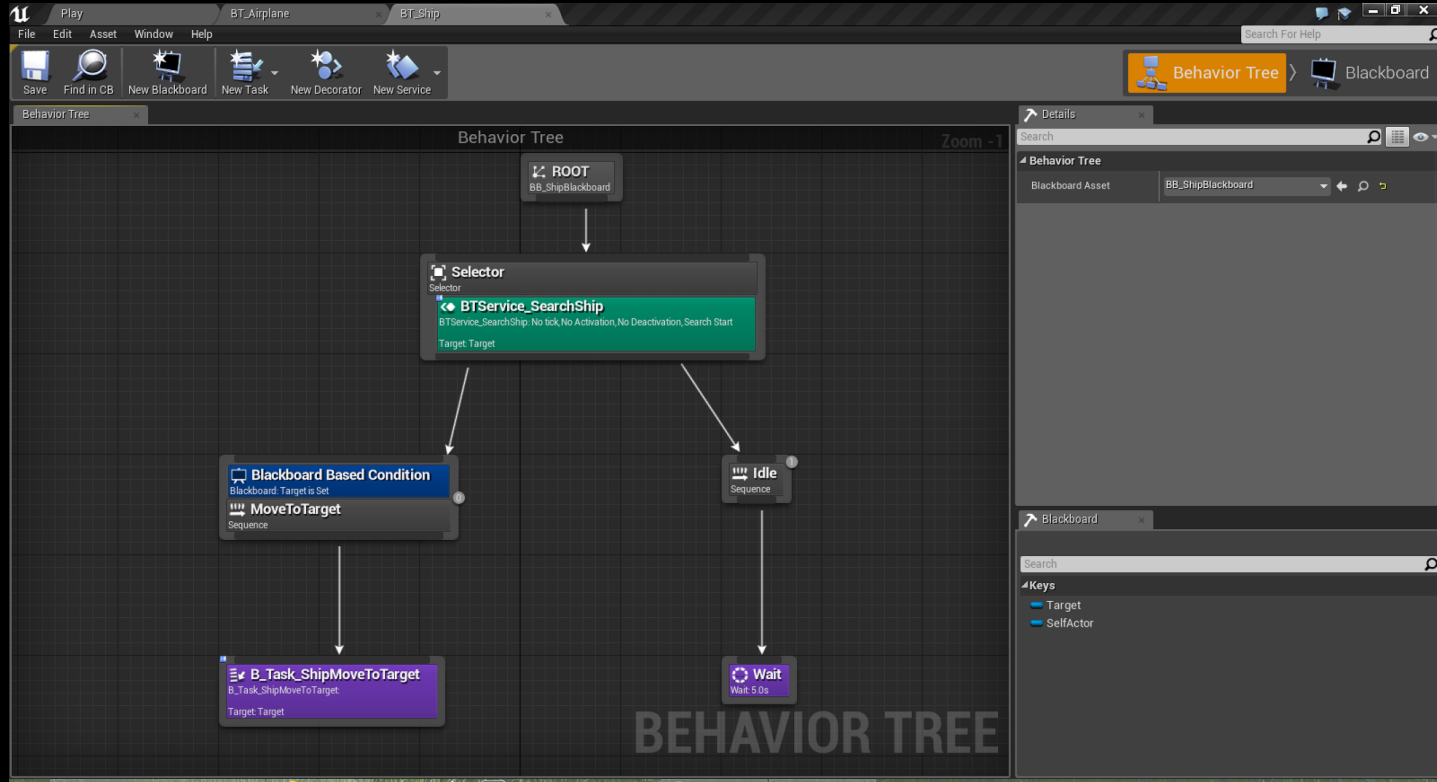 Play
BT_Airplane
BT_Ship
File Edit Asset Window Help
Search For Help
Save
Find in CB
New Blackboard
New Task
New Decorator
New Service
Behavior Tree
Blackboard
Behavior Tree
Behavior Tree
Zoom -1
ROOT
BB_ShipBlackboard
Selector
Selector
BTService_SearchShip
BTService_SearchShip: No tick, No Activation, No Deactivation, Search Start
Target: Target
Blackboard Based Condition
Blackboard: Target is Set
MoveToTarget
Sequence
0
Idle
Sequence
1
B_Task_ShipMoveToTarget
B_Task_ShipMoveToTarget:
Target: Target
Wait
Wait: 5.0s
BEHAVIOR TREE
Details
Search
Behavior Tree
Blackboard Asset
BB_ShipBlackboard
Blackboard
Search
Keys
Target
SelfActor